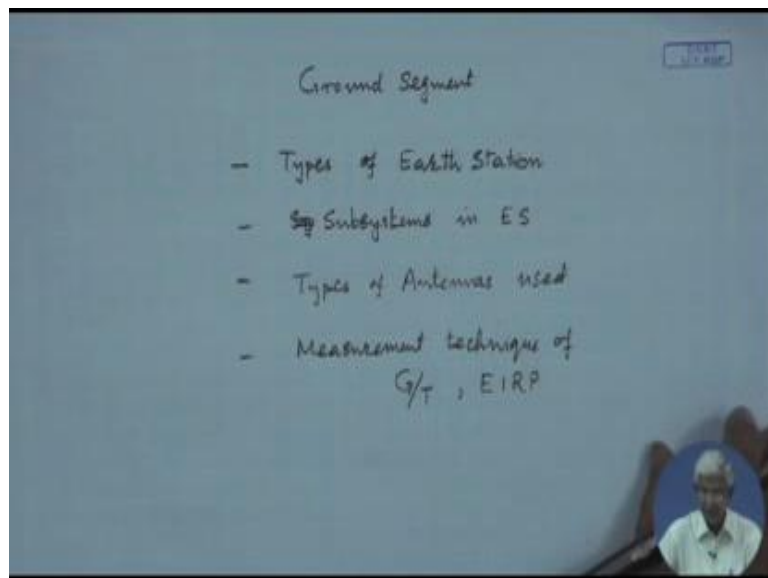 Ground Segment
- Types of Earth Station
- Subsystems in ES
- Types of Antennas used
- Measurement technique of
G/T, EIRP